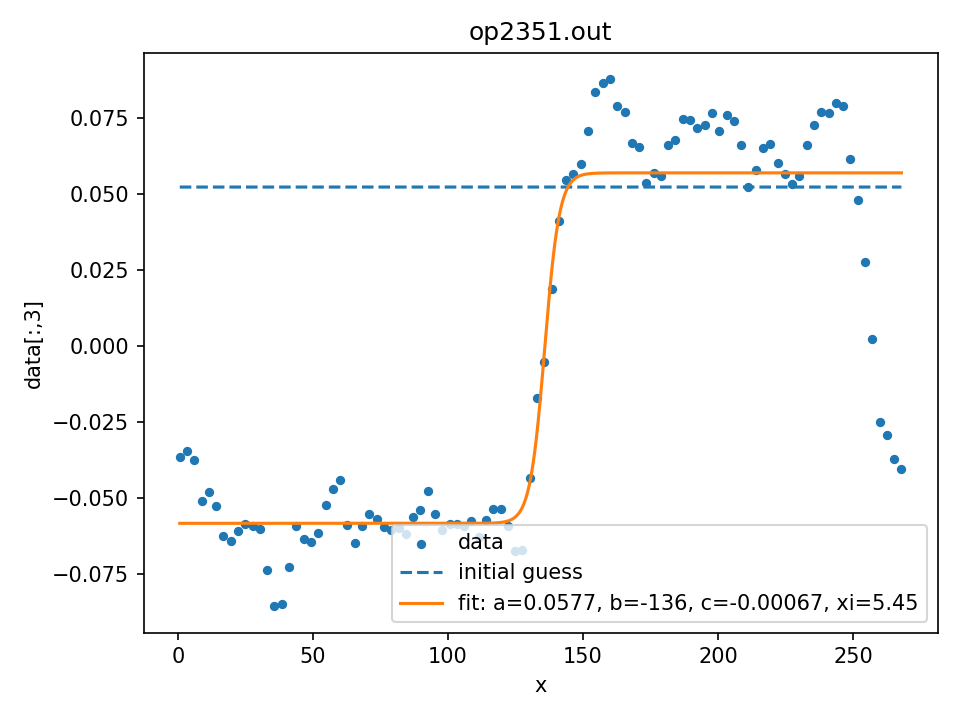 op2351.out
0.075
0.050
0.025
0.000
−0.025
−0.050
−0.075
data[:,3]
data
initial guess
fit: a=0.0577, b=-136, c=-0.00067, xi=5.45
0 50 100 150 200 250
x